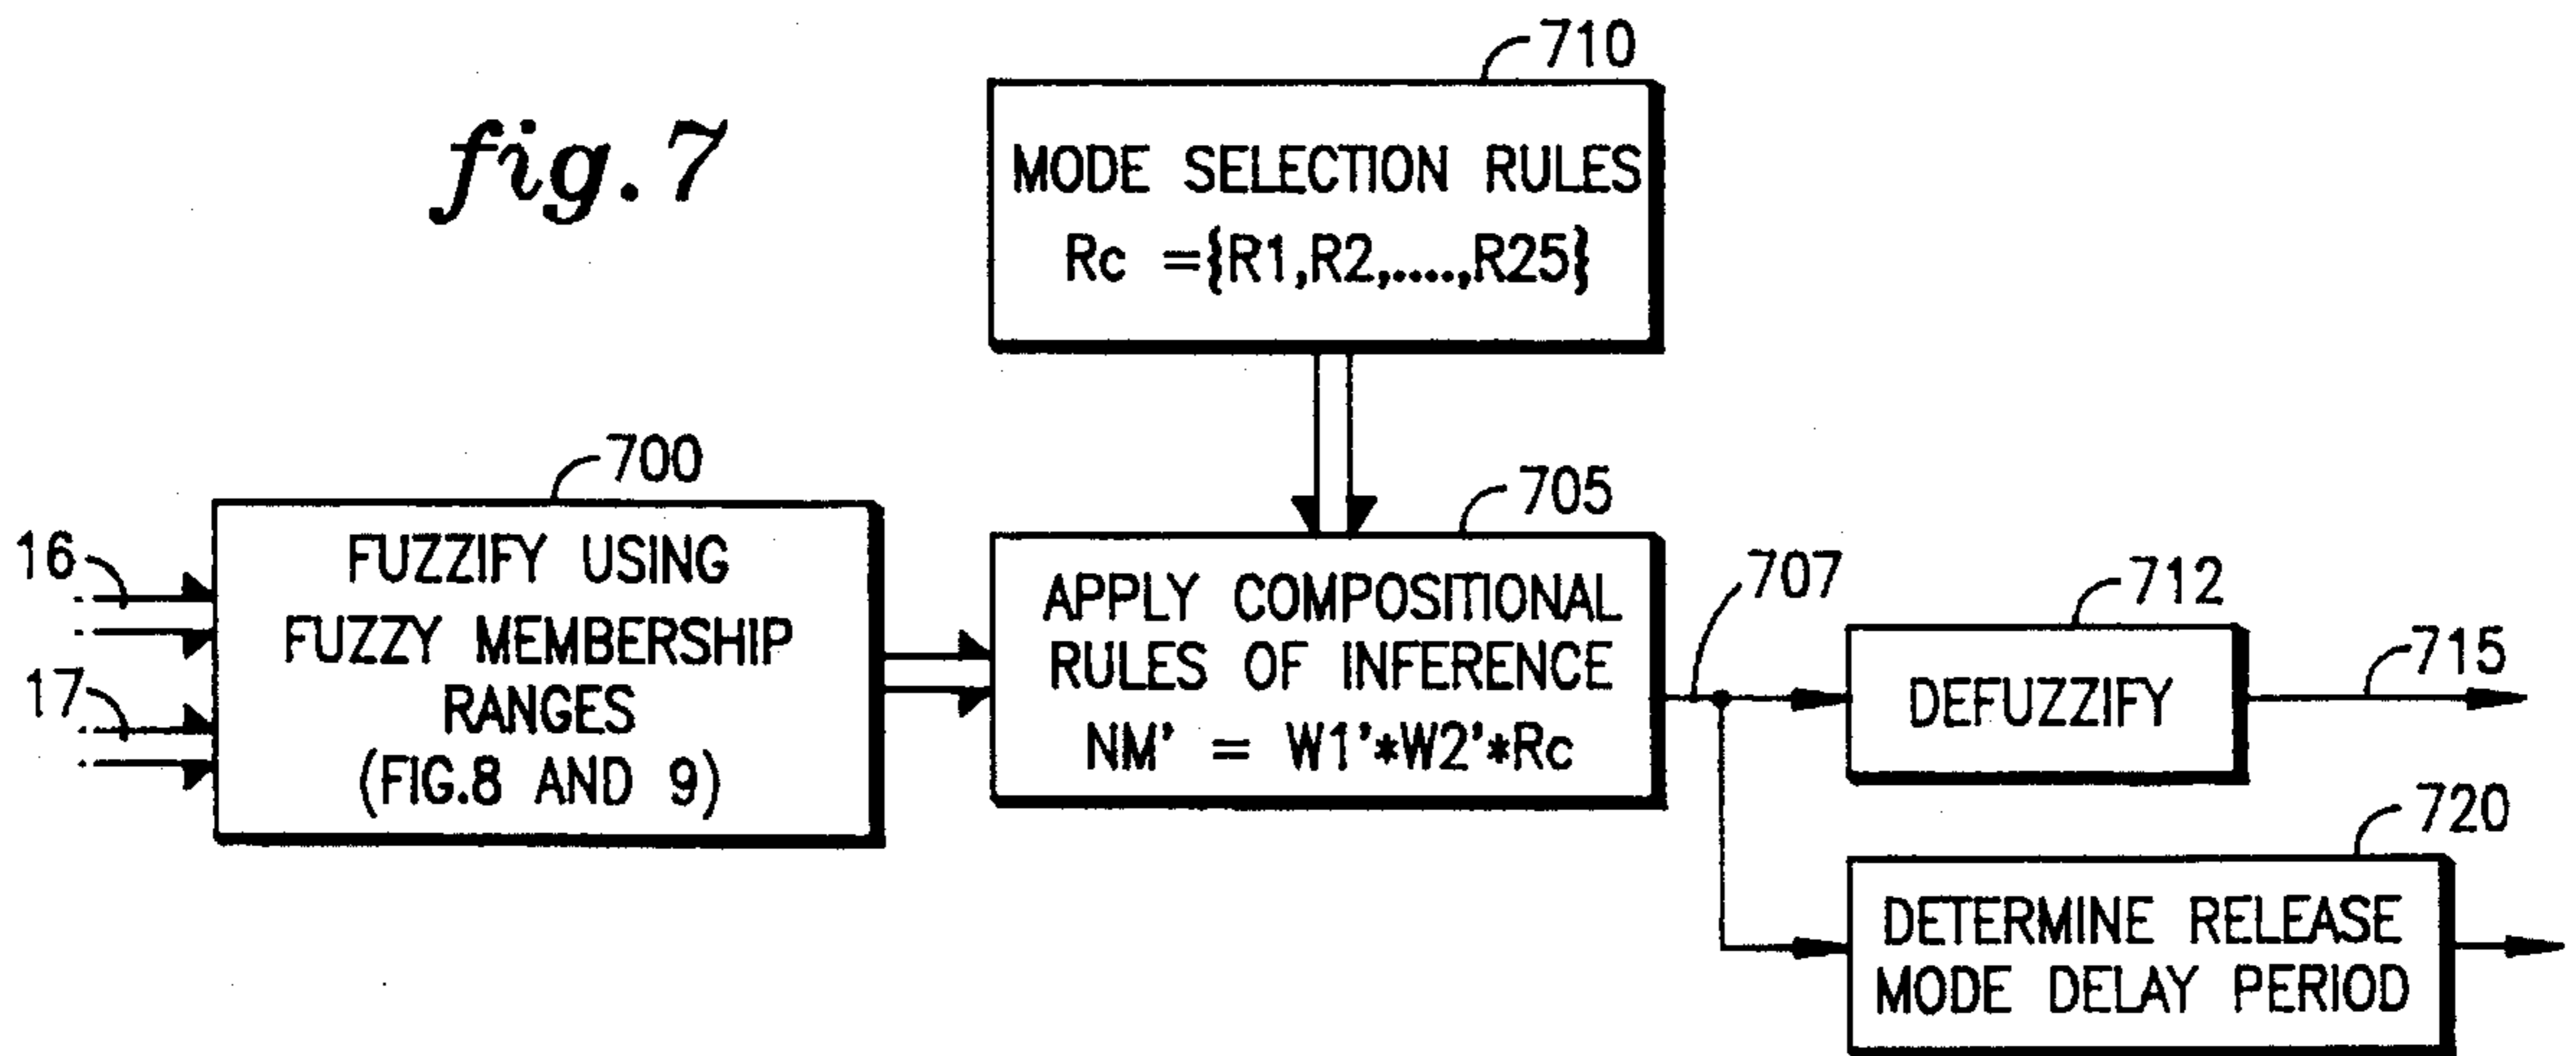 fig. 7
710
MODE SELECTION RULES
Rc ={R1,R2,....,R25}
700
16
17
FUZZIFY USING
FUZZY MEMBERSHIP
RANGES
(FIG.8 AND 9)
705
APPLY COMPOSITIONAL
RULES OF INFERENCE
NM' = W1'*W2'*Rc
707
712
DEFUZZIFY
715
720
DETERMINE RELEASE
MODE DELAY PERIOD